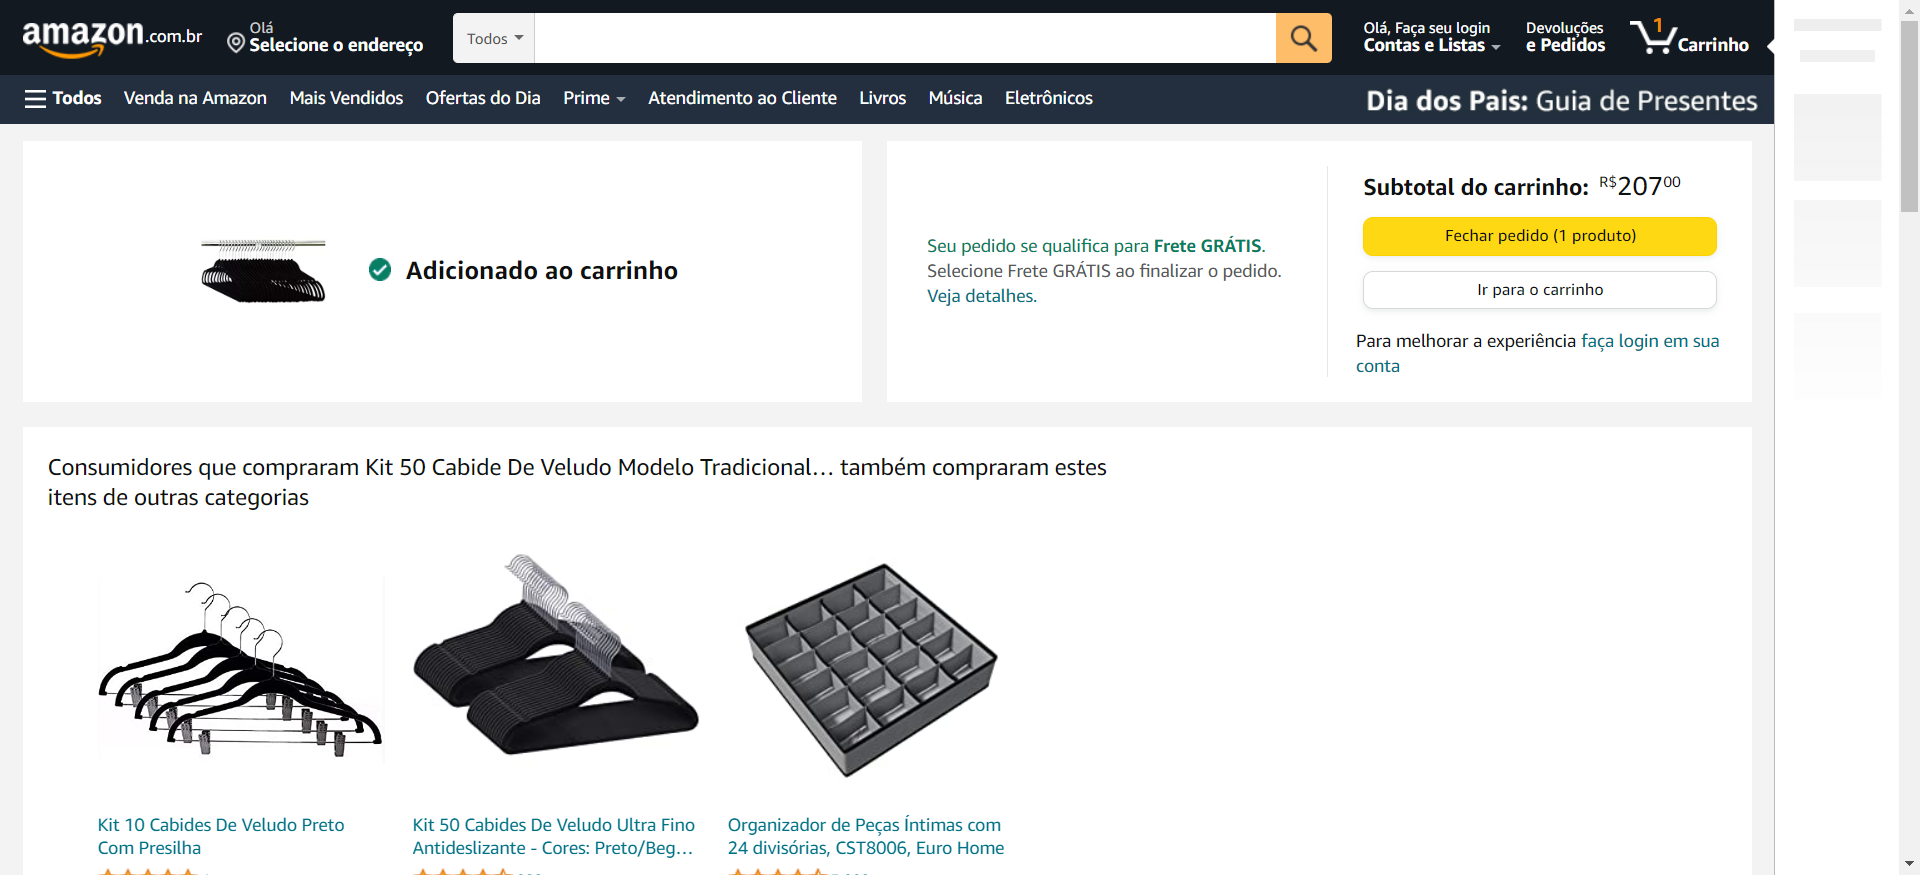 amazon.com.br
Olá
Selecione o endereço
Todos
Olá, Faça seu login
Contas e Listas
Devoluções
e Pedidos
1
Carrinho
Todos
Venda na Amazon
Mais Vendidos
Ofertas do Dia
Prime
Atendimento ao Cliente
Livros
Música
Eletrônicos
Dia dos Pais: Guia de Presentes
Adicionado ao carrinho
Seu pedido se qualifica para Frete GRÁTIS.
Selecione Frete GRÁTIS ao finalizar o pedido.
Veja detalhes.
Subtotal do carrinho: R$20700
Fechar pedido (1 produto)
Ir para o carrinho
Para melhorar a experiência faça login em sua
conta
Consumidores que compraram Kit 50 Cabide De Veludo Modelo Tradicional… também compraram estes
itens de outras categorias
Kit 10 Cabides De Veludo Preto
Com Presilha
Kit 50 Cabides De Veludo Ultra Fino
Antideslizante - Cores: Preto/Beg…
Organizador de Peças Íntimas com
24 divisórias, CST8006, Euro Home